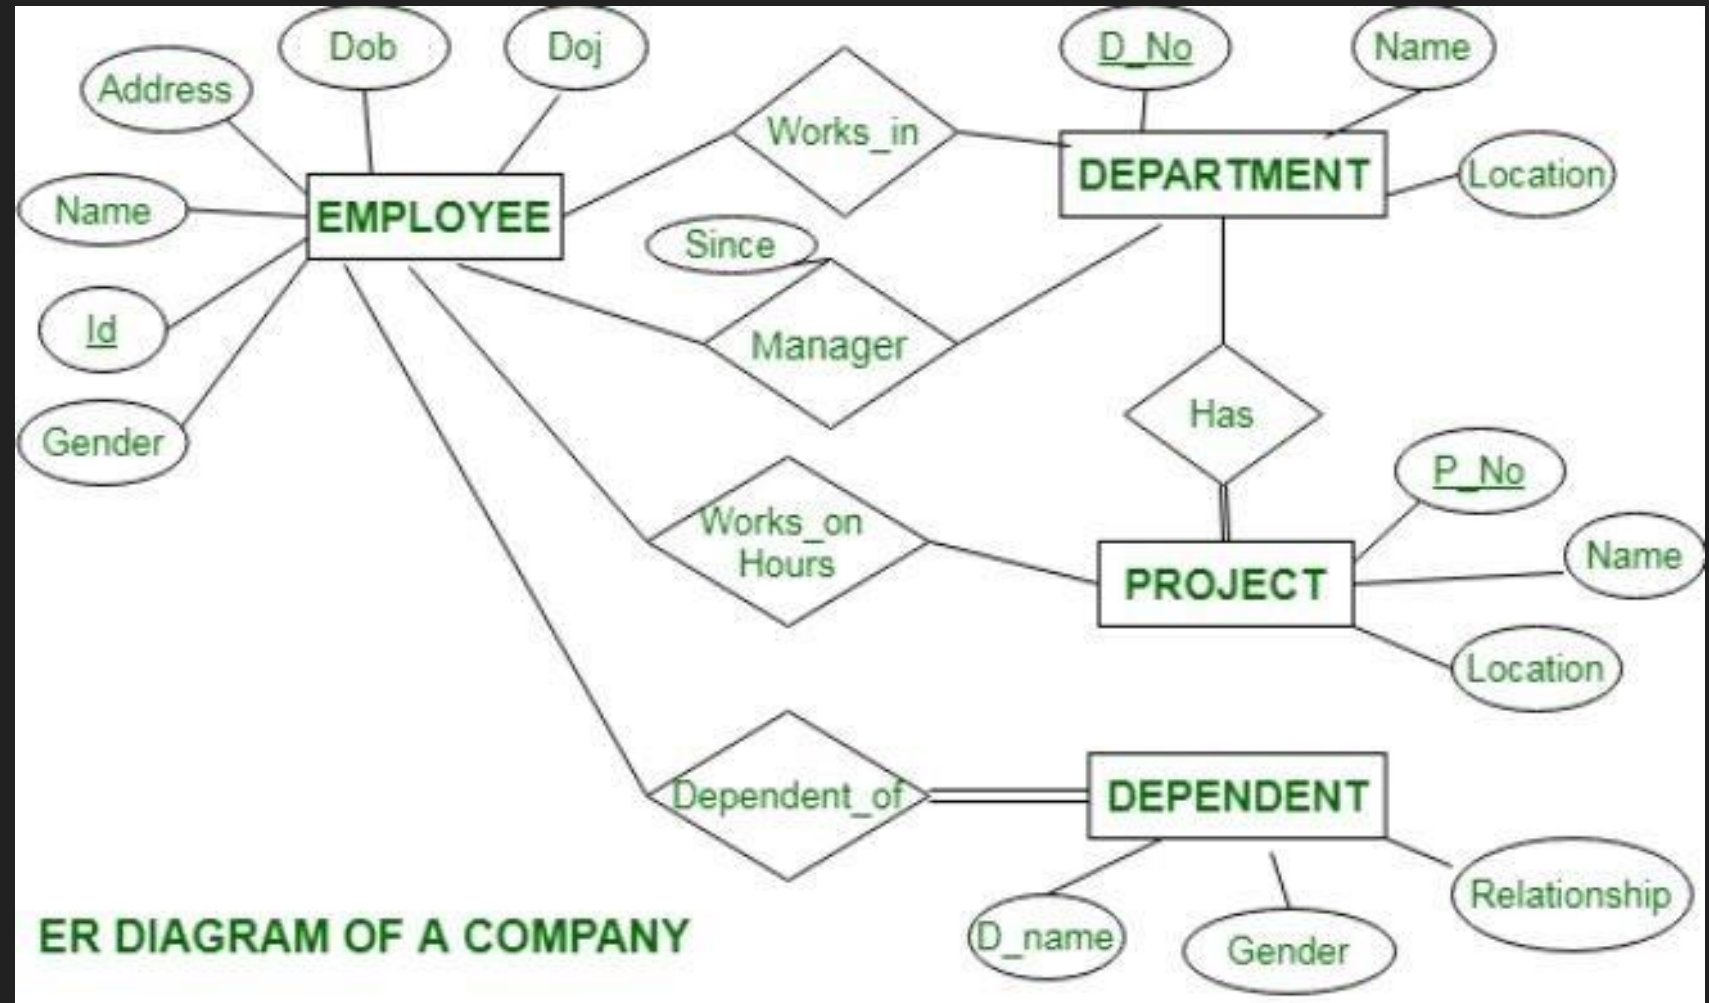 Dob
Doj
D_No
Name
Address
Works_in
DEPARTMENT
Location
Name
EMPLOYEE
Since
Id
Manager
Has
Gender
P_No
Works_on
Hours
Name
PROJECT
Location
Dependent_of
DEPENDENT
Relationship
D_name
Gender
ER DIAGRAM OF A COMPANY